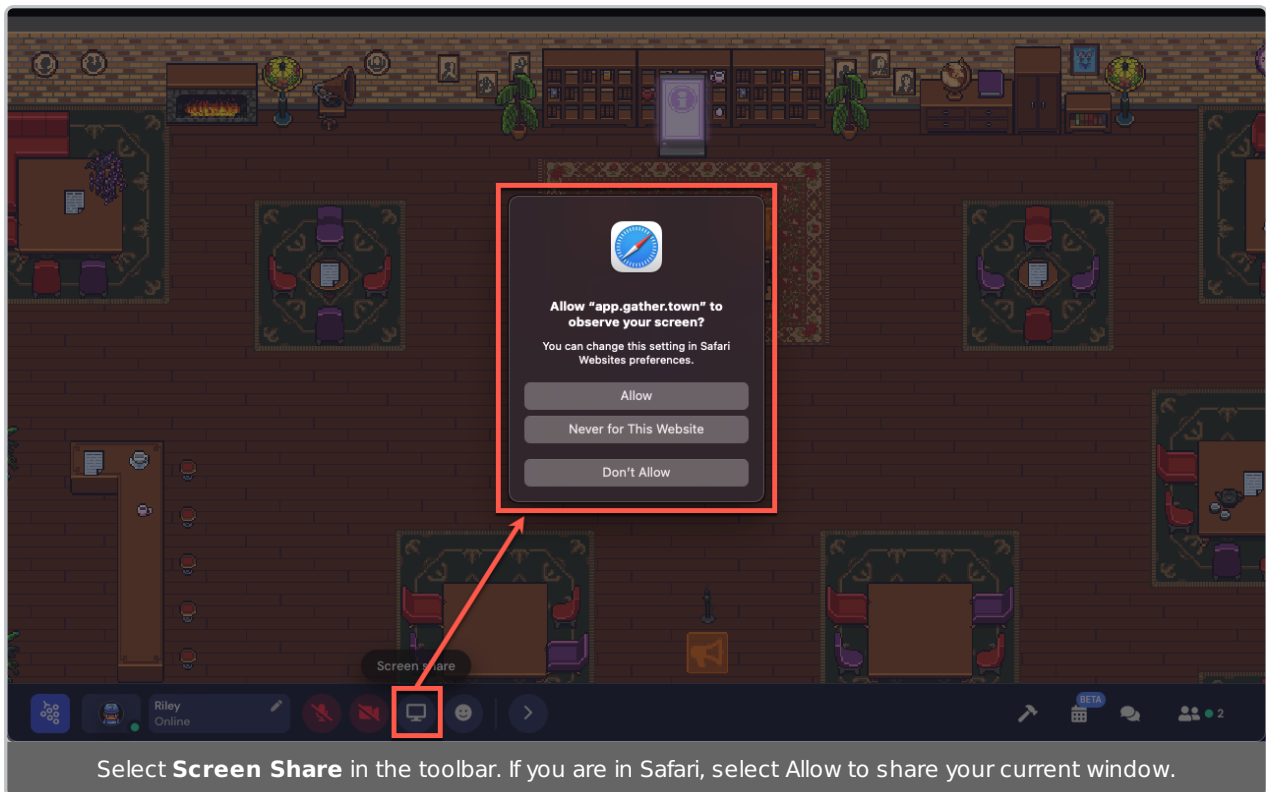 Allow “app.gather.town” to
observe your screen?
You can change this setting in Safari
Websites preferences.
Allow
Never for This Website
Don’t Allow
Screen share
Riley
Online
BETA
2
Select Screen Share in the toolbar. If you are in Safari, select Allow to share your current window.